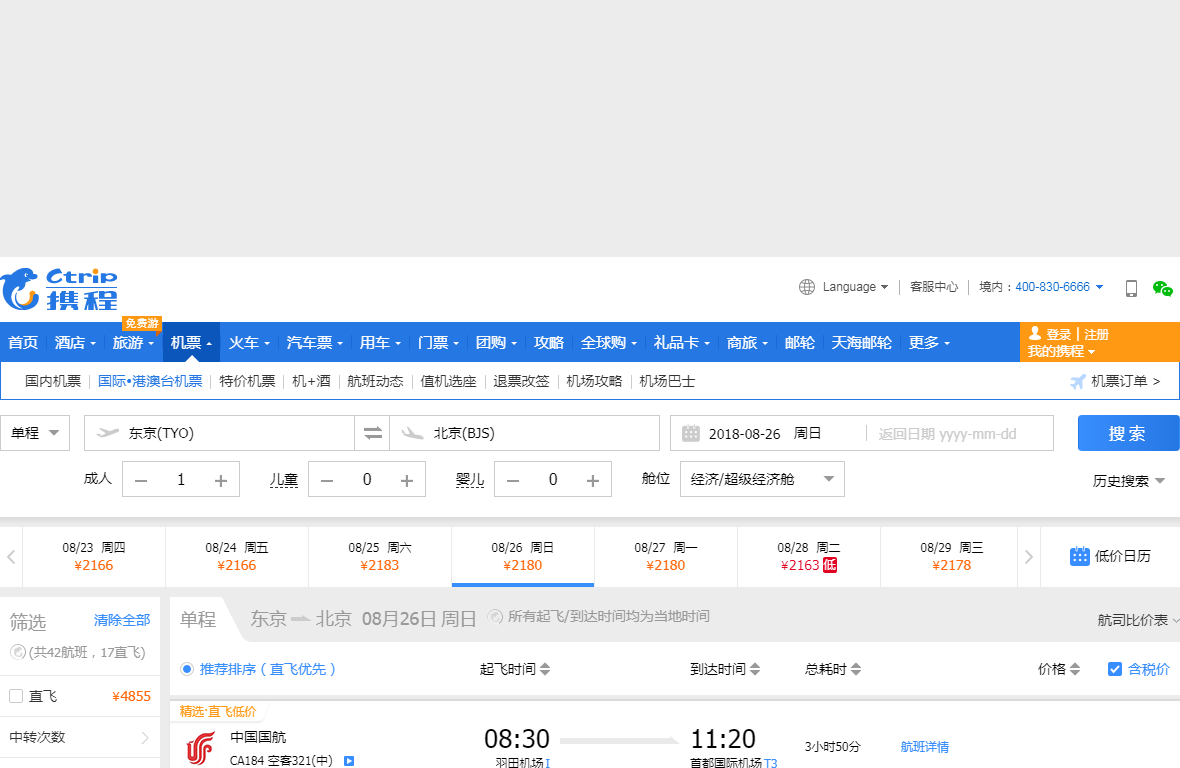 Ctrip
携程
Language
客服中心
境内：400-830-6666
免费游
首页 酒店 旅游 机票 火车 汽车票 用车 门票 团购 攻略 全球购 礼品卡 商旅 邮轮 天海邮轮 更多
登录 | 注册
我的携程
国内机票 国际•港澳台机票 特价机票 机+酒 航班动态 值机选座 退票改签 机场攻略 机场巴士 机票订单 >
单程 东京(TYO) 北京(BJS) 2018-08-26 周日 返回日期 yyyy-mm-dd 搜索
成人 1 儿童 0 婴儿 0 舱位 经济/超级经济舱 历史搜索
08/23 周四 08/24 周五 08/25 周六 08/26 周日 08/27 周一 08/28 周二 08/29 周三
¥2166 ¥2166 ¥2183 ¥2180 ¥2180 ¥2163 低 ¥2178
低价日历
筛选 清除全部
(共42航班，17直飞)
直飞 ¥4855
中转次数
单程 东京 北京 08月26日 周日 所有起飞/到达时间均为当地时间 航司比价表
推荐排序（直飞优先） 起飞时间 到达时间 总耗时 价格 含税价
精选·直飞低价
中国国航 08:30 11:20 3小时50分 航班详情
CA184 空客321(中) 羽田机场I 首都国际机场T3